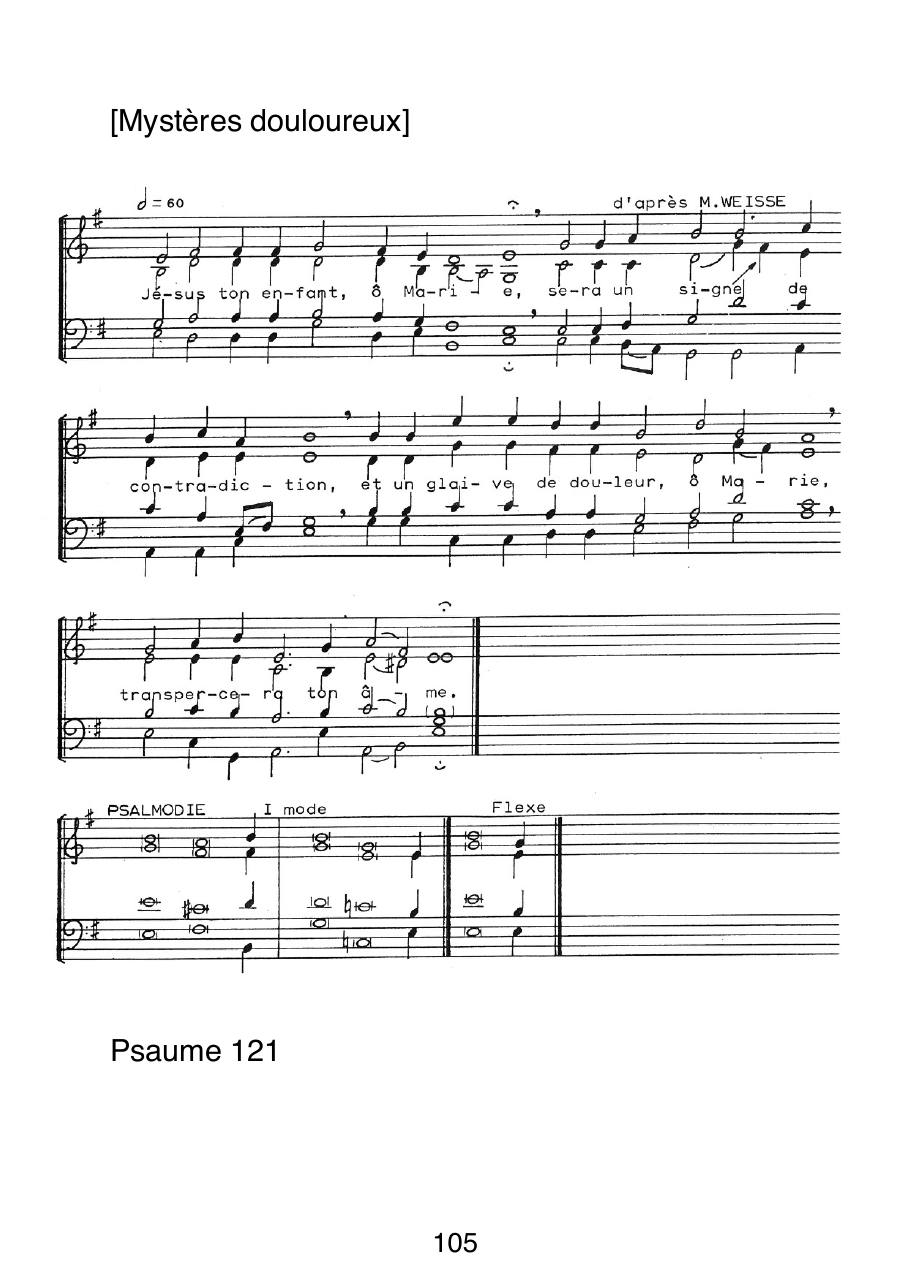 [Mystères douloureux]
= 60 d'après M.WEISSE
Jé-sus ton en-fant, ô Ma-ri - e, se-ra un si-gne de
con-tra-dic - tion, et un glai- ve de dou-leur, ô Ma - rie,
transper-ce- ra ton â - me.
PSALMODIE I mode Flexe
Psaume 121
105